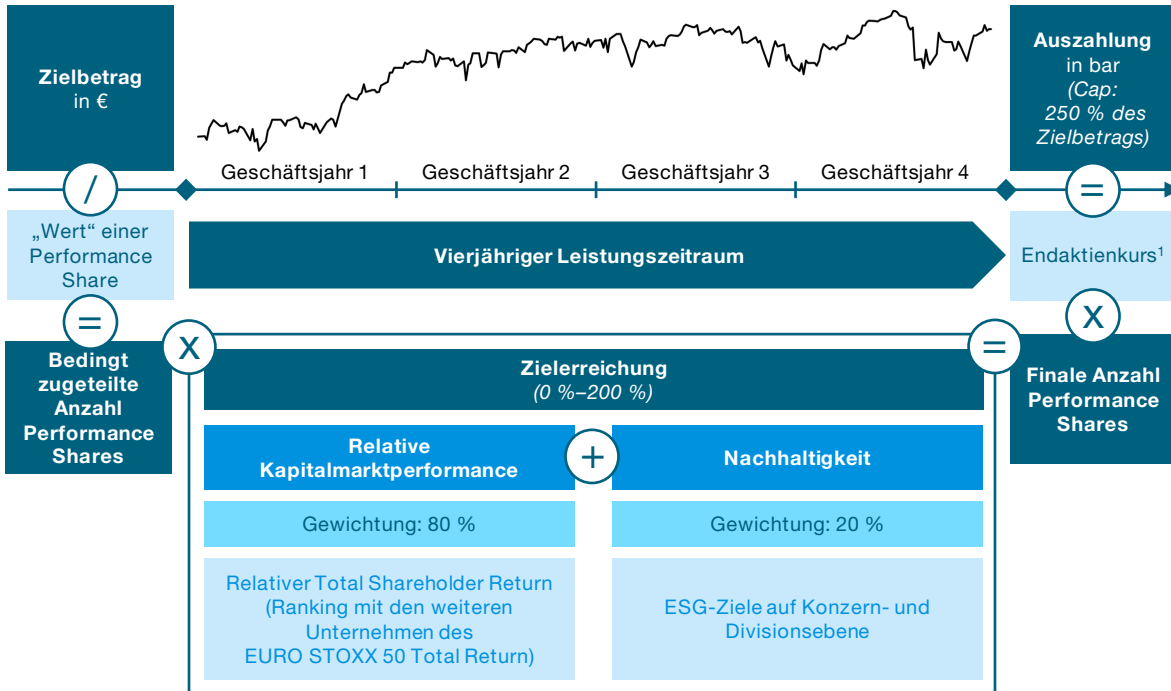 Zielbetrag
in €
/
„Wert“ einer
Performance
Share
=
Bedingt
zugeteilte
Anzahl
Performance
Shares
Geschäftsjahr 1
Geschäftsjahr 2
Geschäftsjahr 3
Geschäftsjahr 4
Vierjähriger Leistungszeitraum
X
Zielerreichung
(0 %–200 %)
Relative
Kapitalmarktperformance
+
Nachhaltigkeit
Gewichtung: 80 %
Gewichtung: 20 %
Relativer Total Shareholder Return
(Ranking mit den weiteren
Unternehmen des
EURO STOXX 50 Total Return)
ESG-Ziele auf Konzern- und
Divisionsebene
=
Auszahlung
in bar
(Cap:
250 % des
Zielbetrags)
=
Endaktienkurs¹
X
Finale Anzahl
Performance
Shares